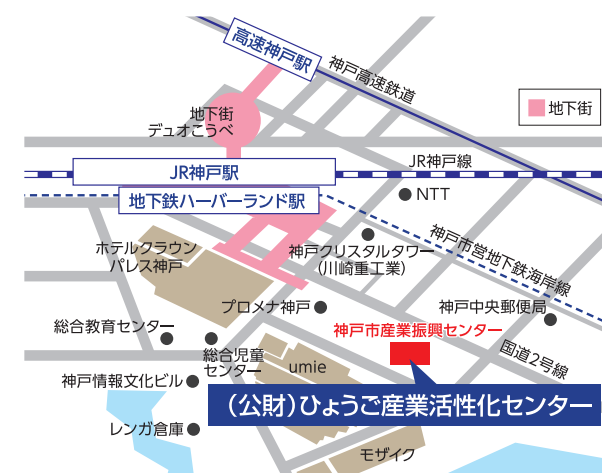 高速神戸駅
神戸高速鉄道
地下街
地下街
デュオこうべ
JR神戸線
JR神戸駅
NTT
地下鉄ハーバーランド駅
神戸市営地下鉄海岸線
ホテルクラウン
パレス神戸
神戸クリスタルタワー
(川崎重工業)
プロメナ神戸
神戸中央郵便局
総合教育センター
神戸市産業振興センター
国道2号線
総合児童
センター
umie
神戸情報文化ビル
(公財)ひょうご産業活性化センター
レンガ倉庫
モザイク